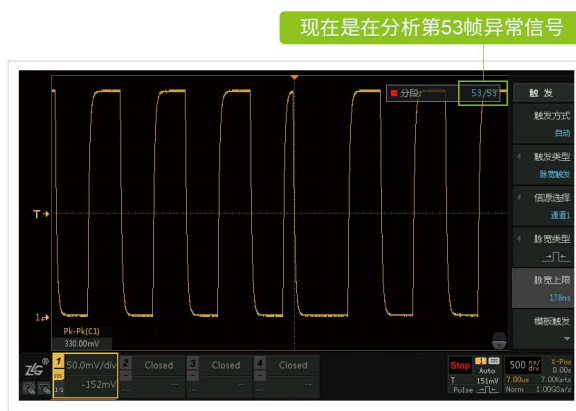 现在是在分析第53帧异常信号
分段: 53/53
触 发
触发方式
自动
触发类型
脉宽触发
信源选择
通道1
脉宽类型
脉宽上限
178ns
模板触发
T
1
Pk-Pk(C1)
330.00mV
ZLG®
1 50.0mV/div
1/1 -152mV
2 Closed
--
3 Closed
--
4 Closed
--
Stop Auto
T 151mV
Pulse
500 ns/div X-Pos 0.00s
7.00us 7.00Kpts
Norm 1.00GSa/s